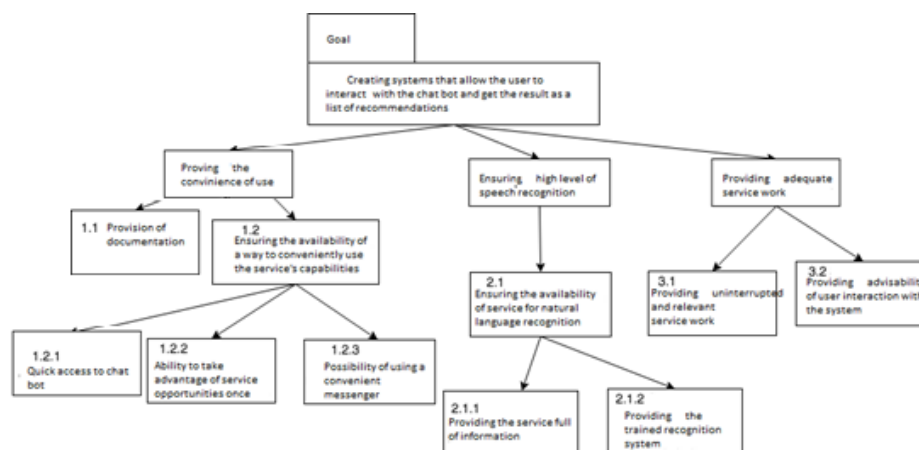 Goal
Creating systems that allow the user to
interact with the chat bot and get the result as a
list of recommendations
Proving the
convinience of use
Ensuring high level of
speech recognition
Providing adequate
service work
1.1 Provision of
documentation
1.2
Ensuring the availability of
a way to conveniently use
the service's capabilities
2.1
Ensuring the availability
of service for natural
language recognition
3.1
Providing uninterrupted
and relevant
service work
3.2
Providing advisability
of user interaction with
the system
1.2.1
Quick access to chat
bot
1.2.2
Ability to take
advantage of service
opportunities once
1.2.3
Possibility of using a
convenient
messenger
2.1.1
Providing the service full
of information
2.1.2
Providing the
trained recognition
system